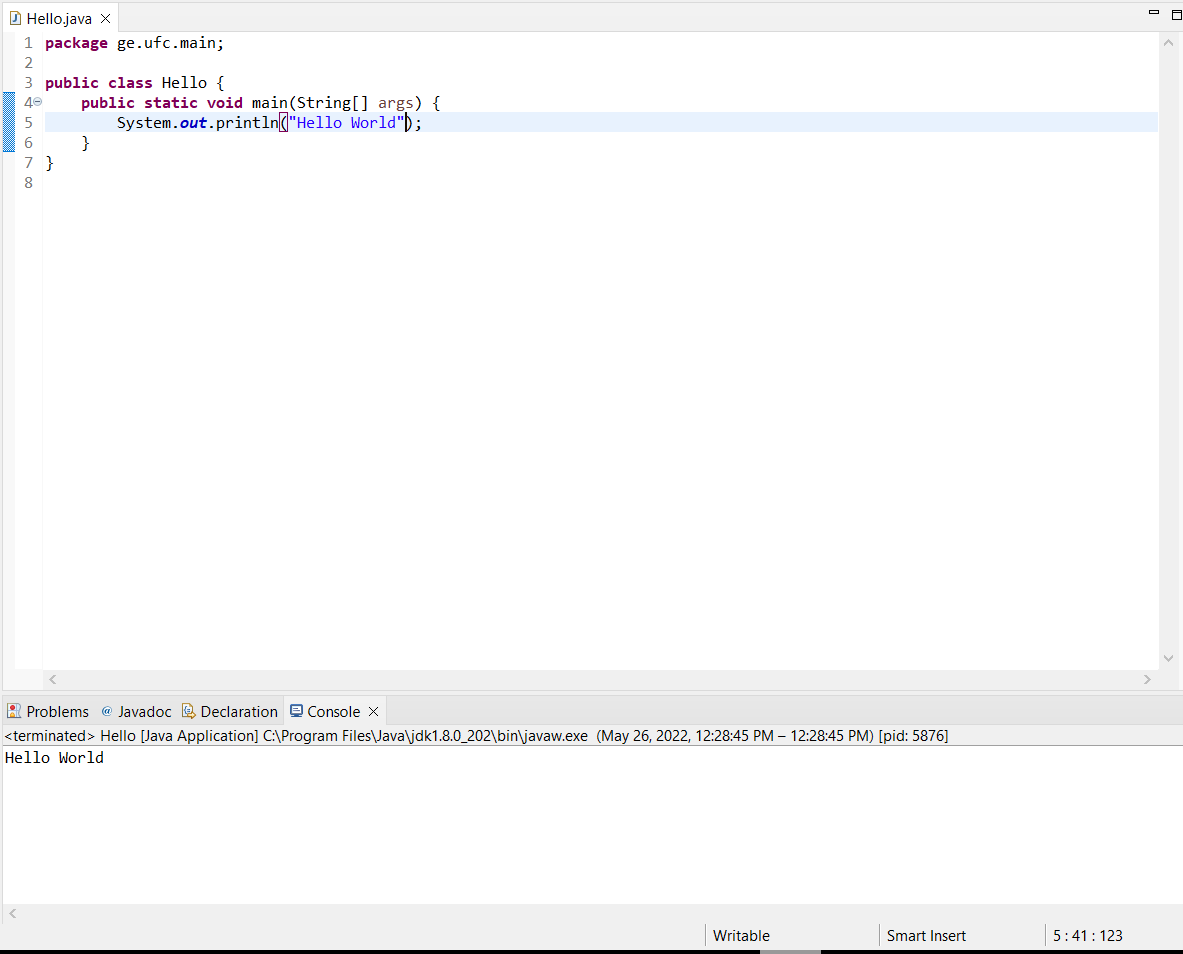 Hello.java
1 package ge.ufc.main;
2
3 public class Hello {
4     public static void main(String[] args) {
5         System.out.println("Hello World");
6     }
7 }
8
Problems @ Javadoc Declaration Console
<terminated> Hello [Java Application] C:\Program Files\Java\jdk1.8.0_202\bin\javaw.exe (May 26, 2022, 12:28:45 PM – 12:28:45 PM) [pid: 5876]
Hello World
Writable Smart Insert 5 : 41 : 123